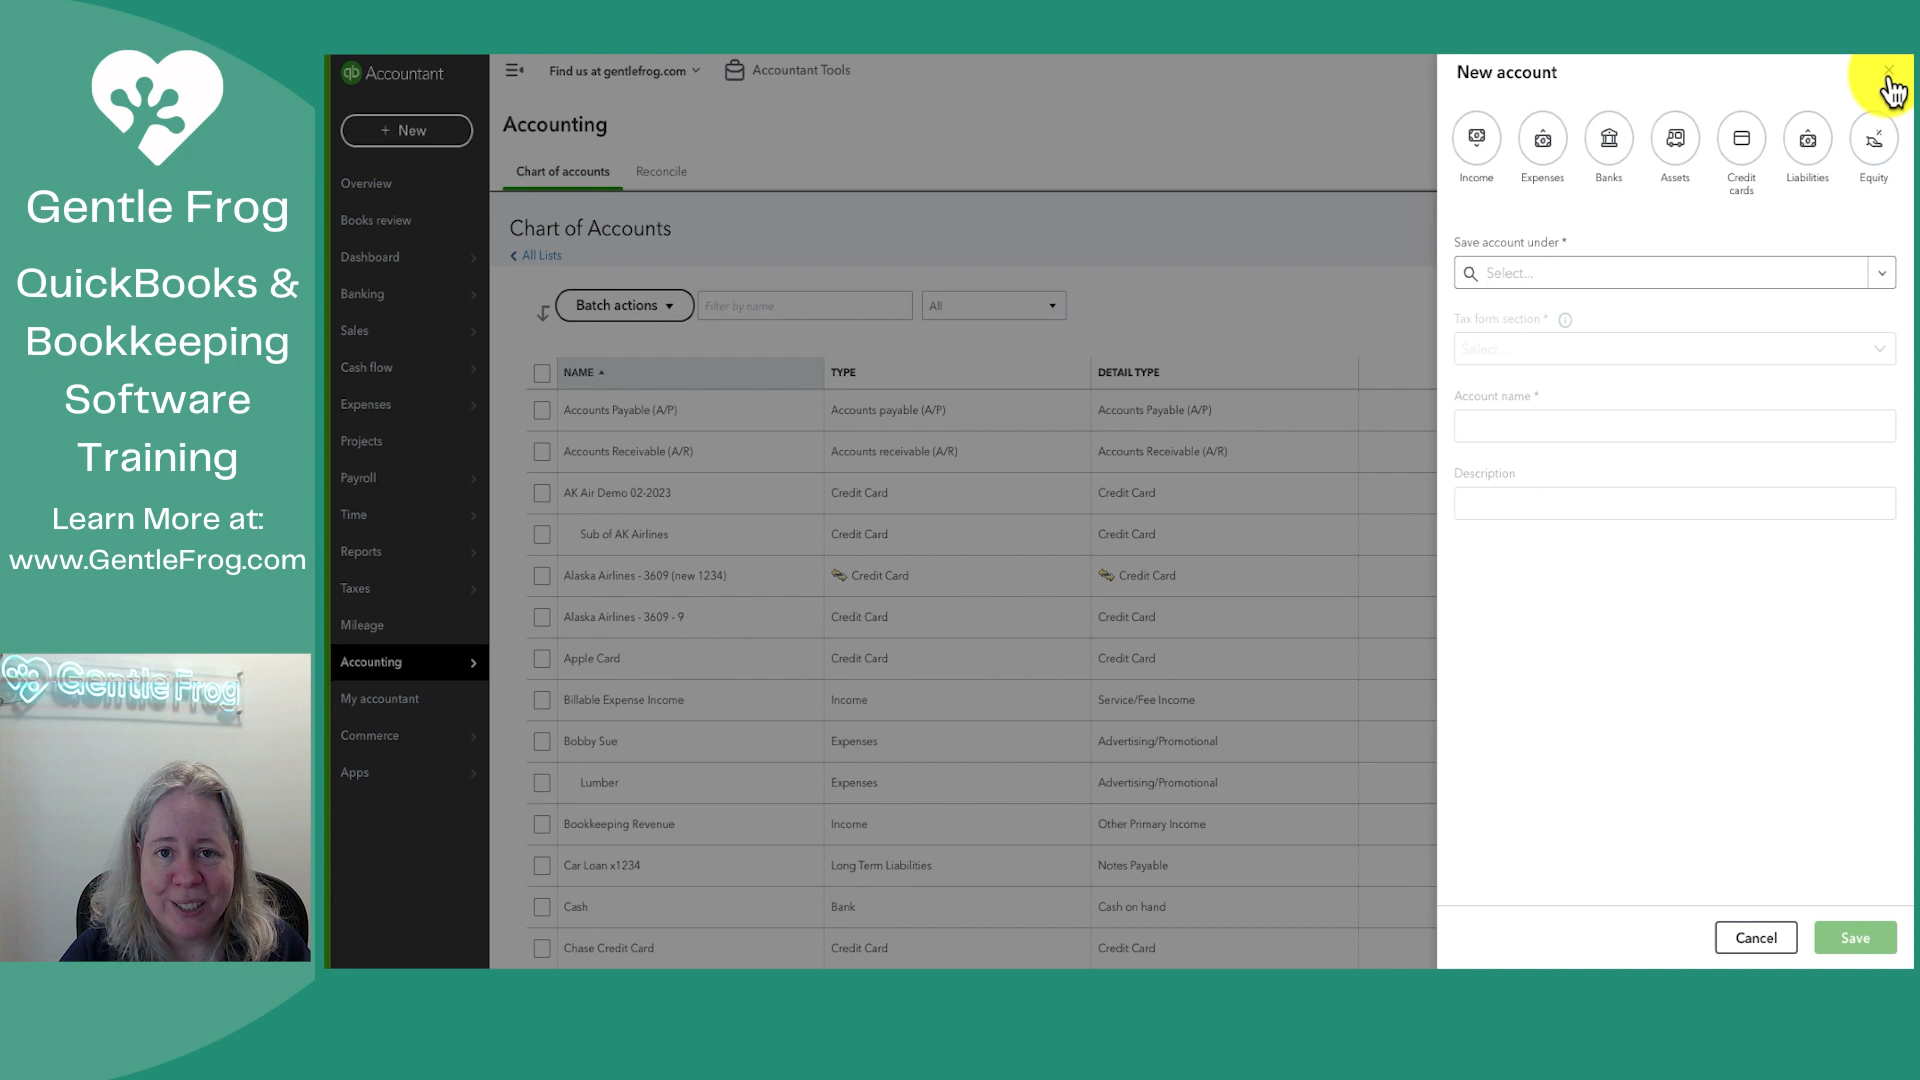 Gentle Frog
QuickBooks &
Bookkeeping
Software
Training
Learn More at:
www.GentleFrog.com
Gentle Frog
qb Accountant
+ New
Overview
Books review
Dashboard
Banking
Sales
Cash flow
Expenses
Projects
Payroll
Time
Reports
Taxes
Mileage
Accounting
My accountant
Commerce
Apps
Find us at gentlefrog.com
Accountant Tools
Accounting
Chart of accounts Reconcile
Chart of Accounts
All Lists
Batch actions Filter by name All
NAME TYPE DETAIL TYPE
Accounts Payable (A/P) Accounts payable (A/P) Accounts Payable (A/P)
Accounts Receivable (A/R) Accounts receivable (A/R) Accounts Receivable (A/R)
AK Air Demo 02-2023 Credit Card Credit Card
Sub of AK Airlines Credit Card Credit Card
Alaska Airlines - 3609 (new 1234) Credit Card Credit Card
Alaska Airlines - 3609 - 9 Credit Card Credit Card
Apple Card Credit Card Credit Card
Billable Expense Income Income Service/Fee Income
Bobby Sue Expenses Advertising/Promotional
Lumber Expenses Advertising/Promotional
Bookkeeping Revenue Income Other Primary Income
Car Loan x1234 Long Term Liabilities Notes Payable
Cash Bank Cash on hand
Chase Credit Card Credit Card Credit Card
New account
Income Expenses Banks Assets Credit cards Liabilities Equity
Save account under *
Select...
Tax form section *
Select...
Account name *
Description
Cancel Save